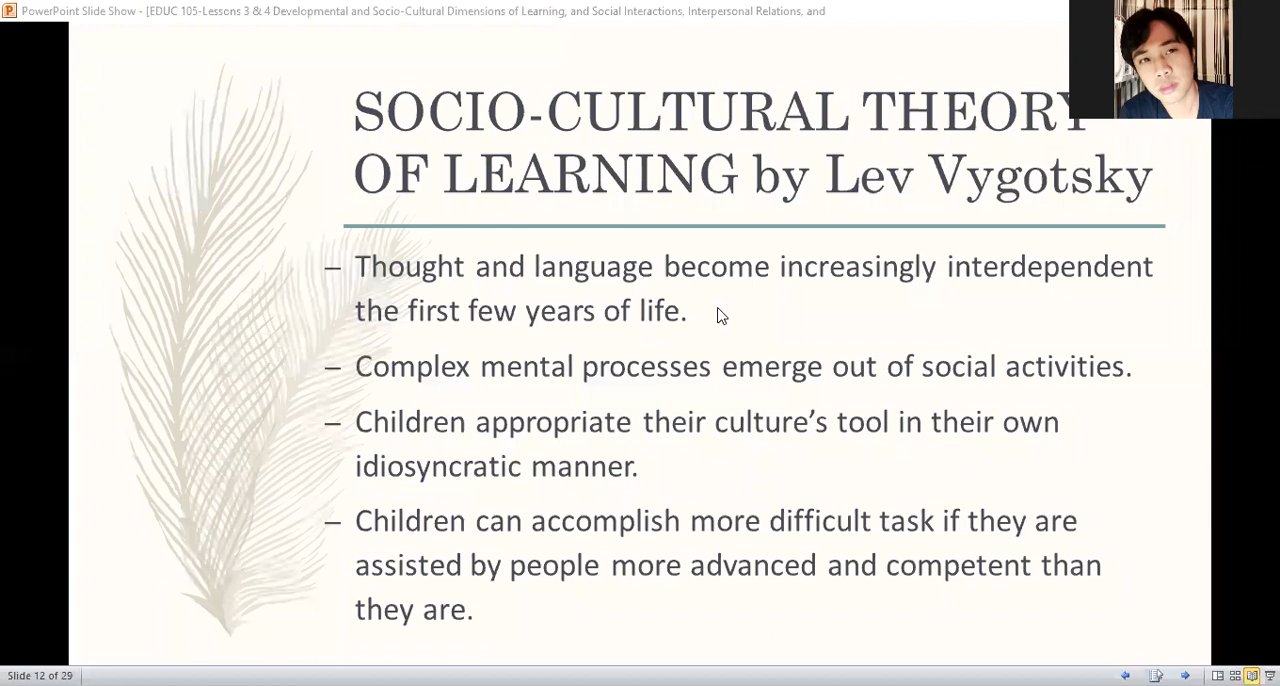 PowerPoint Slide Show - [EDUC 105-Lessons 3 & 4 Developmental and Socio-Cultural Dimensions of Learning, and Social Interactions, Interpersonal Relations, and
SOCIO-CULTURAL THEORY
OF LEARNING by Lev Vygotsky
– Thought and language become increasingly interdependent
the first few years of life.
– Complex mental processes emerge out of social activities.
– Children appropriate their culture’s tool in their own
idiosyncratic manner.
– Children can accomplish more difficult task if they are
assisted by people more advanced and competent than
they are.
Slide 12 of 29